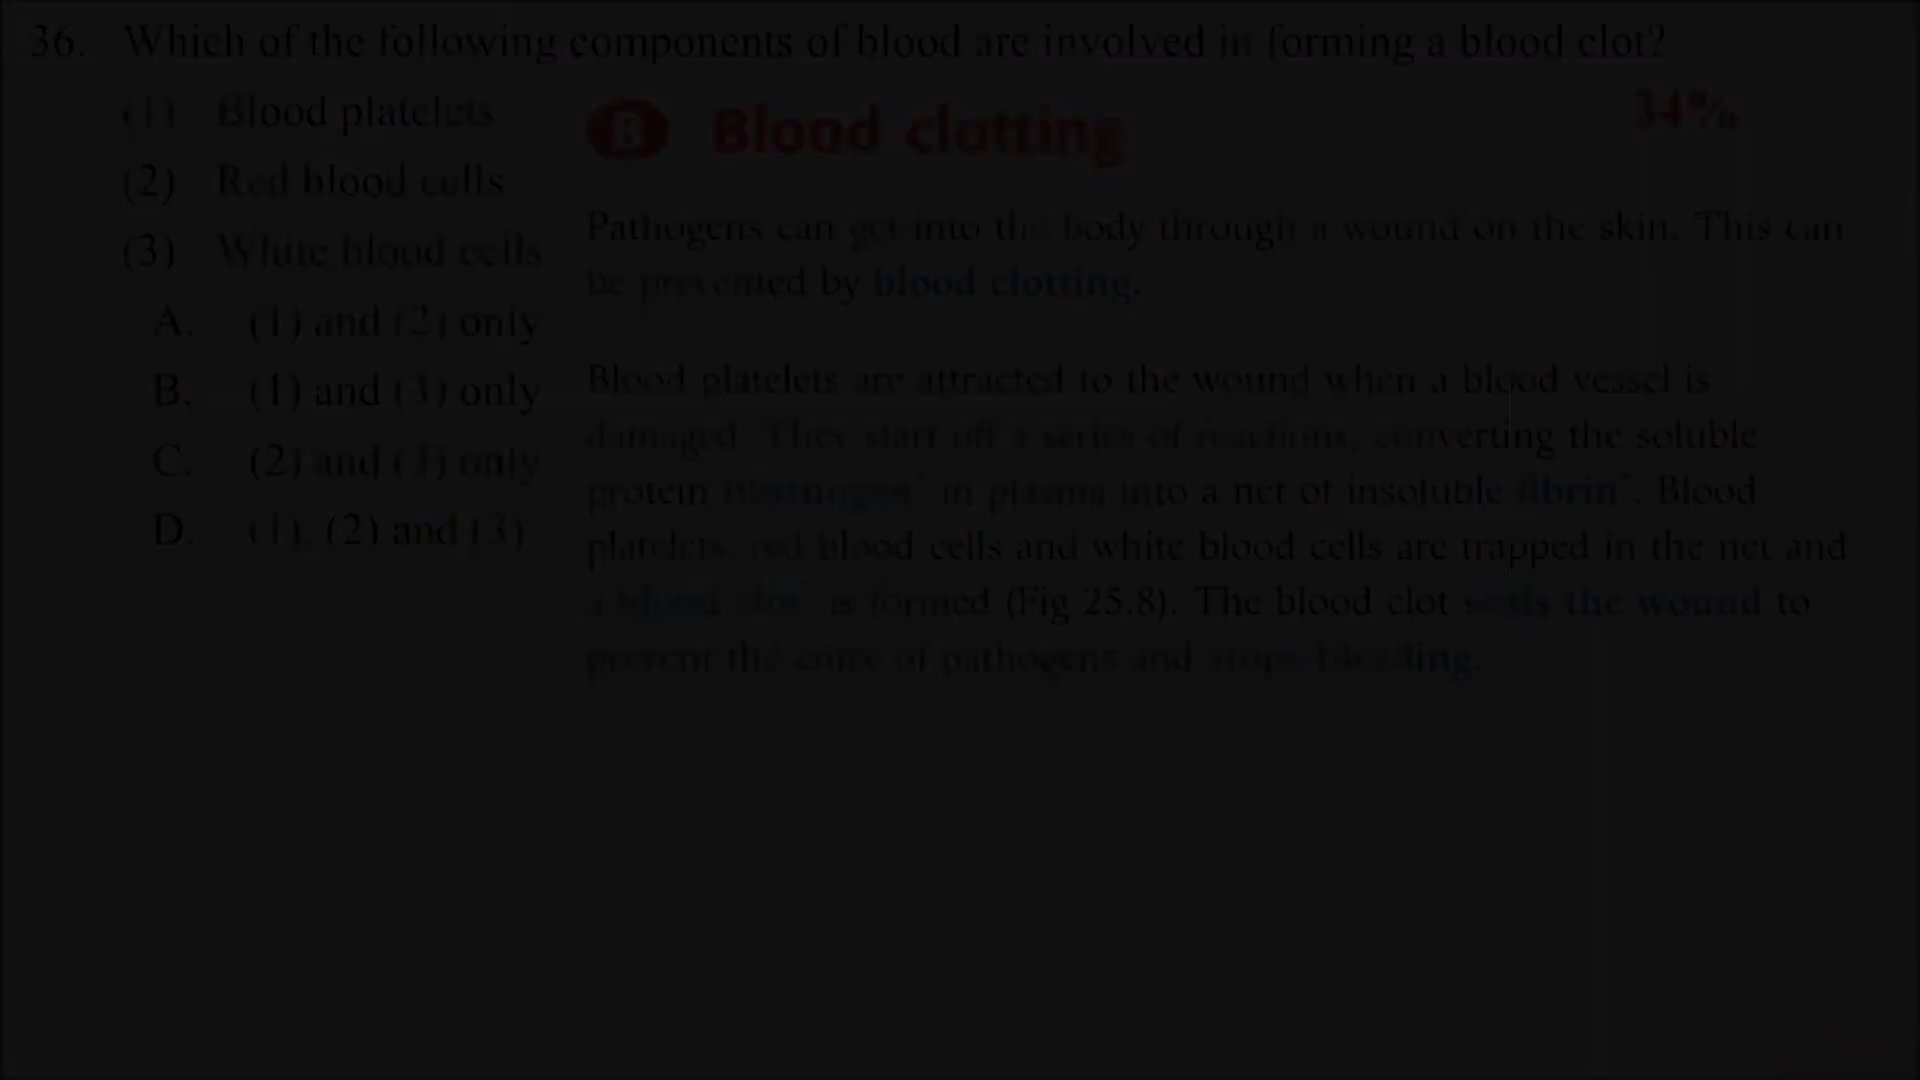 36. Which of the following components of blood are involved in forming a blood clot?
(1) Blood platelets
(2) Red blood cells
(3) White blood cells
A. (1) and (2) only
B. (1) and (3) only
C. (2) and (3) only
D. (1), (2) and (3)
34%
B Blood clotting
Pathogens can get into the body through a wound on the skin. This can
be prevented by blood clotting.
Blood platelets are attracted to the wound when a blood vessel is
damaged. They start off a series of reactions, converting the soluble
protein fibrinogen* in plasma into a net of insoluble fibrin*. Blood
platelets, red blood cells and white blood cells are trapped in the net and
a blood clot* is formed (Fig 25.8). The blood clot seals the wound to
prevent the entry of pathogens and stops bleeding.